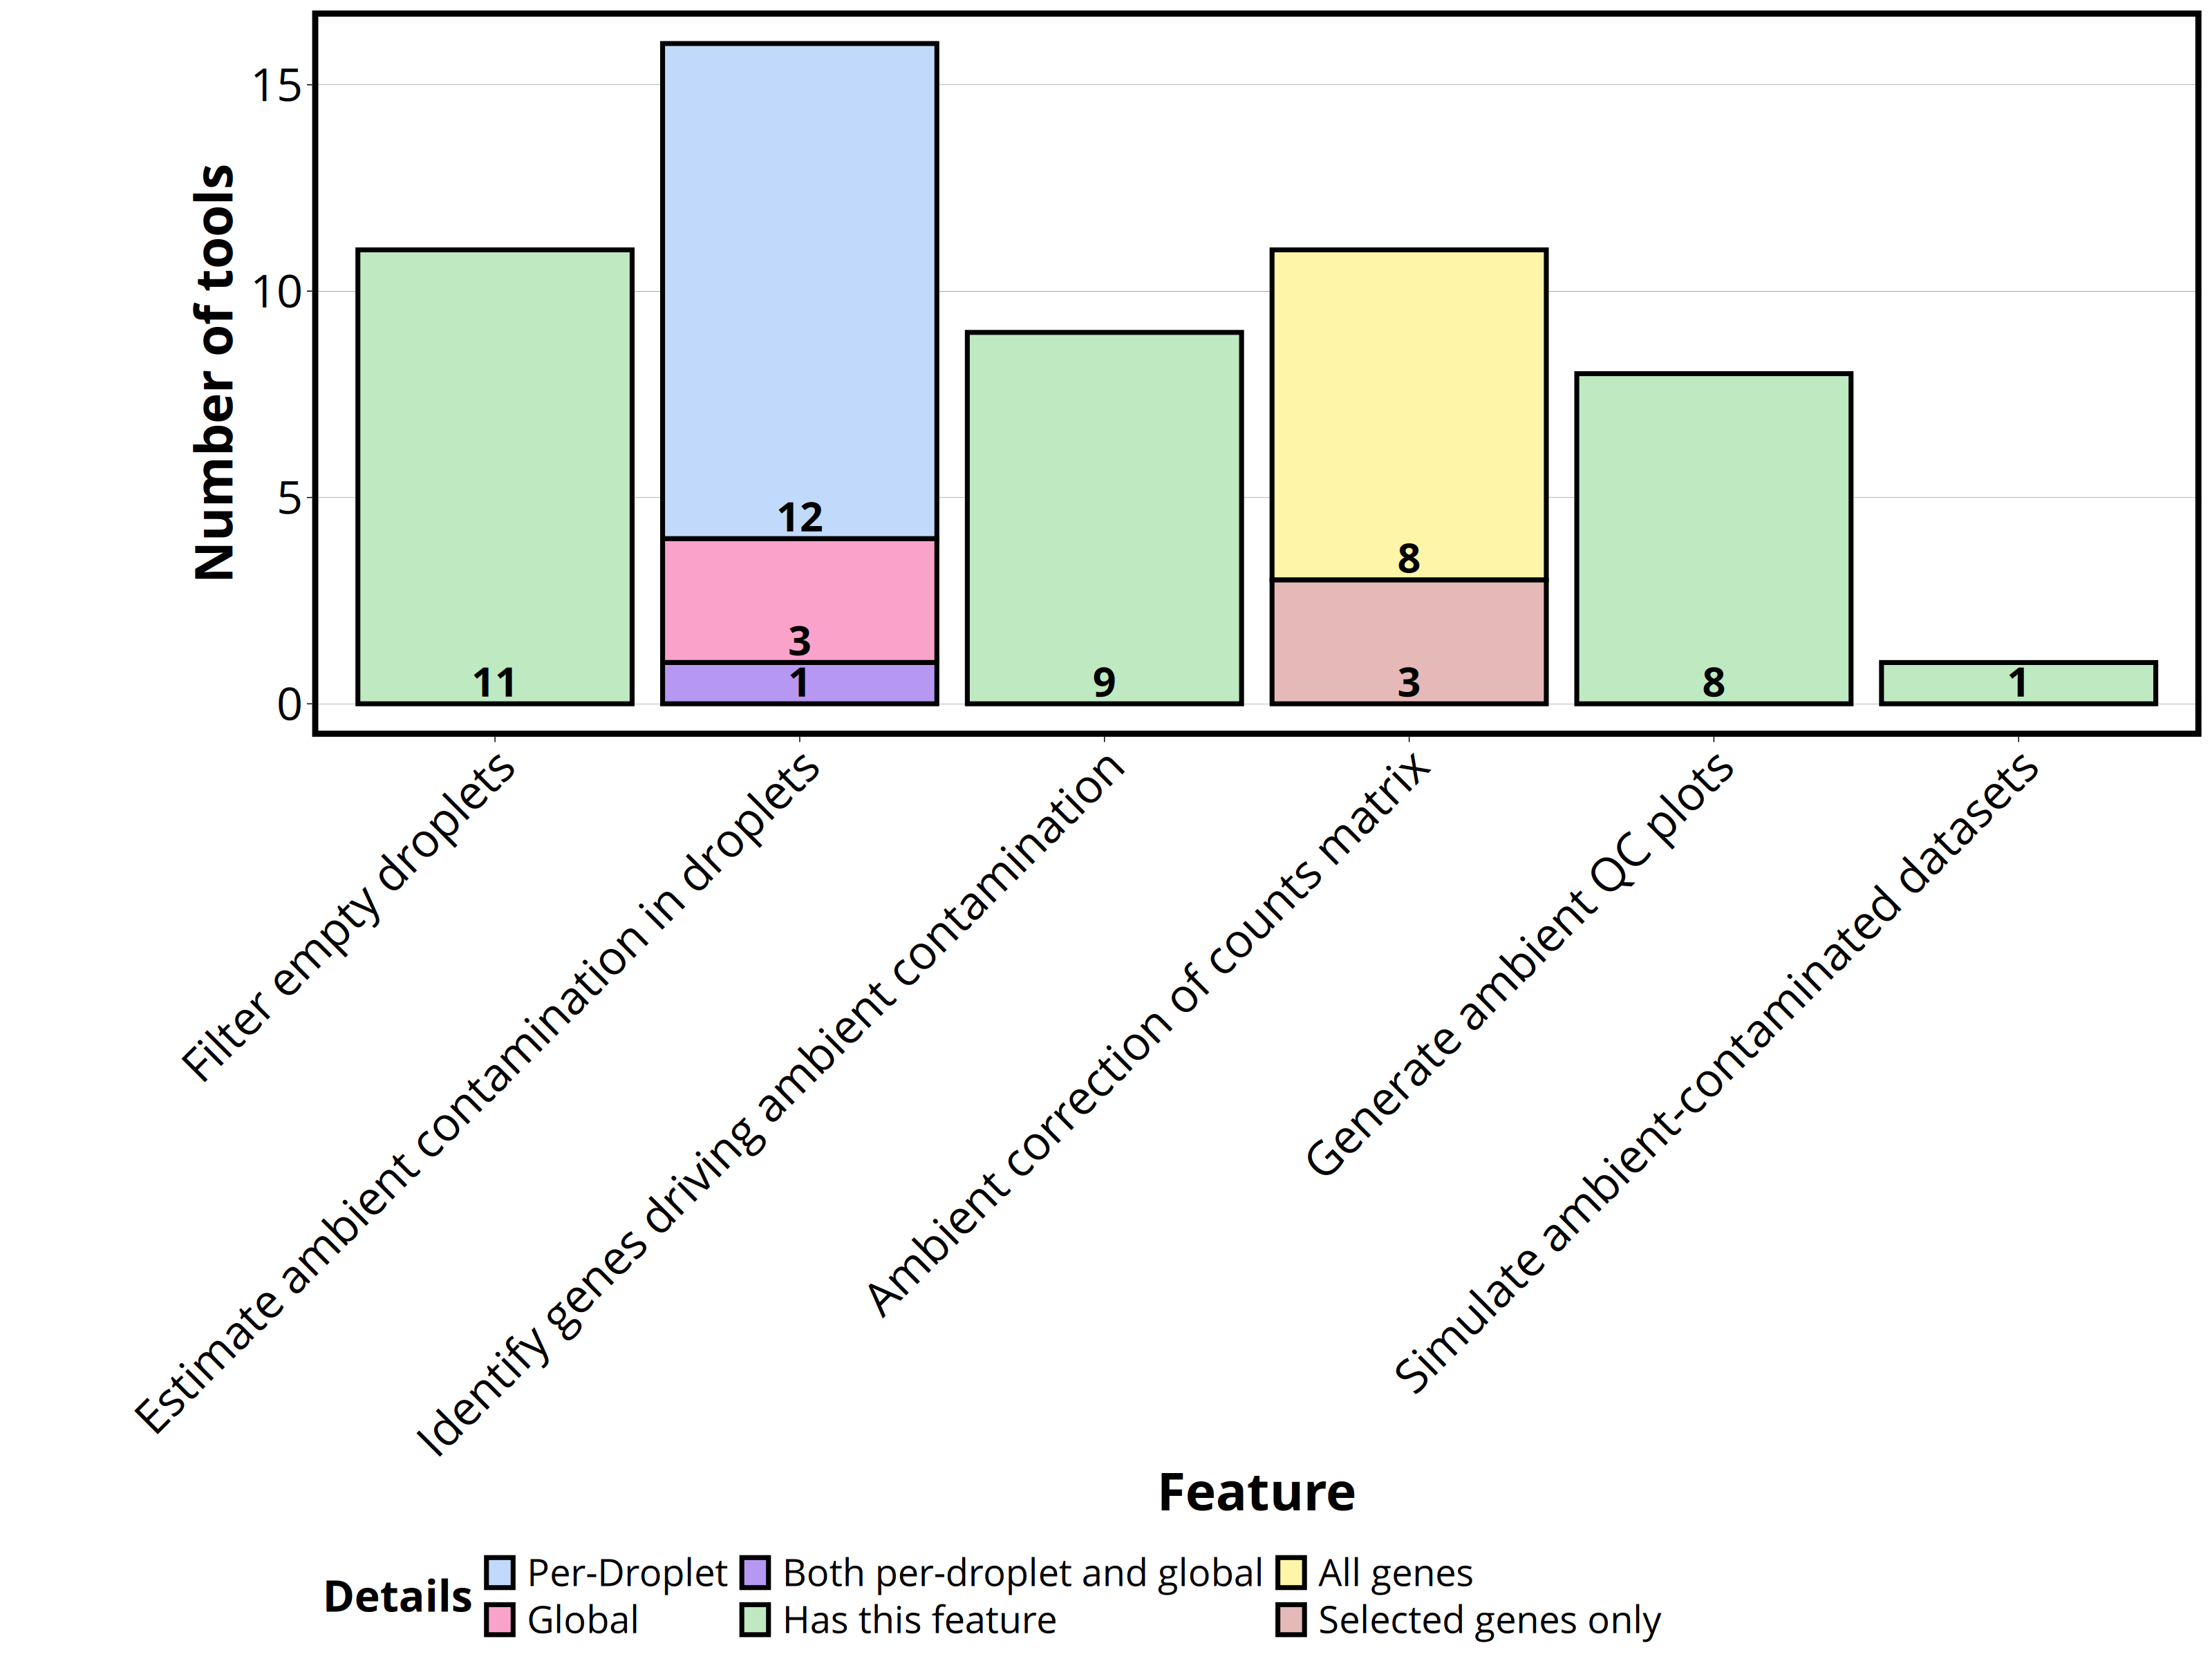 Number of tools
15
10
5
0
11
12
3
1
9
8
3
8
1
Filter empty droplets
Estimate ambient contamination in droplets
Identify genes driving ambient contamination
Ambient correction of counts matrix
Generate ambient QC plots
Simulate ambient-contaminated datasets
Feature
Details
Per-Droplet
Both per-droplet and global
All genes
Global
Has this feature
Selected genes only